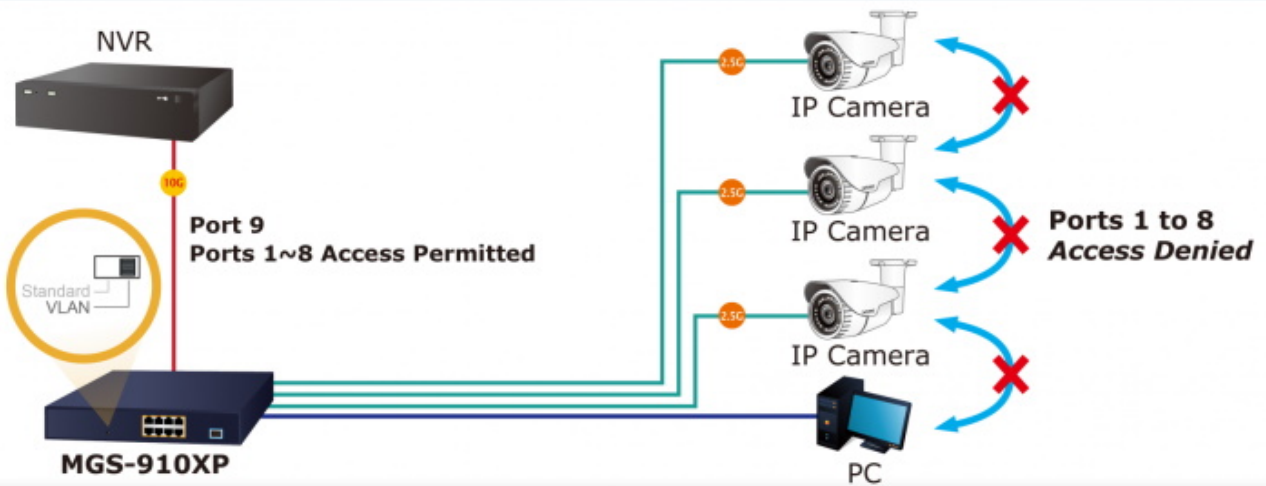 NVR
10G
Port 9
Ports 1~8 Access Permitted
Standard
VLAN
MGS-910XP
2.5G
IP Camera
2.5G
IP Camera
2.5G
IP Camera
PC
Ports 1 to 8
Access Denied